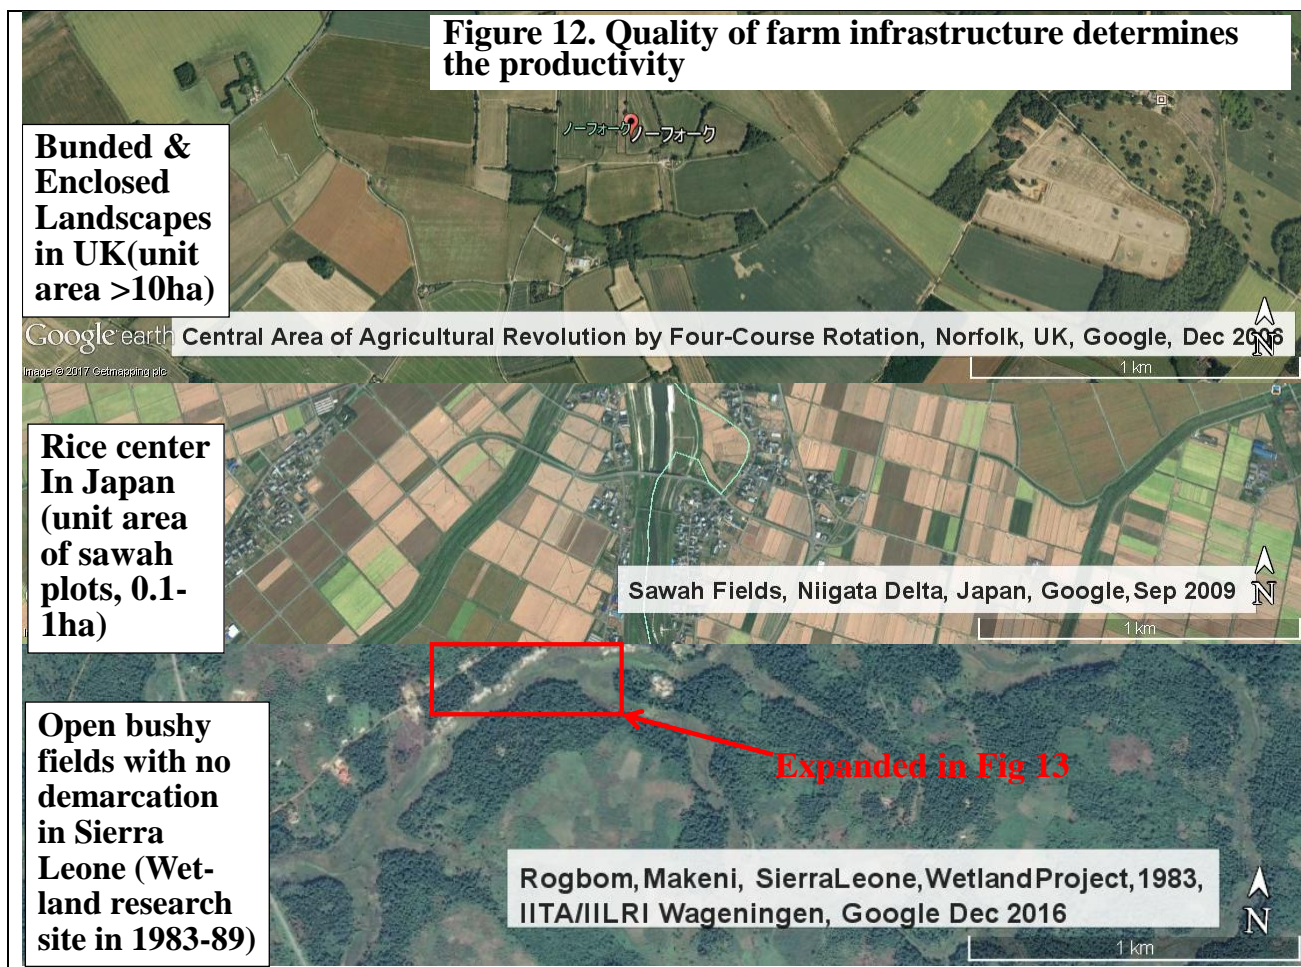 Figure 12. Quality of farm infrastructure determines
the productivity
ノーフォーク
ノーフォーク
Bunded &
Enclosed
Landscapes
in UK(unit
area >10ha)
Google earth
Central Area of Agricultural Revolution by Four-Course Rotation, Norfolk, UK, Google, Dec 2006
N
Image © 2017 Getmapping plc
1 km
Rice center
In Japan
(unit area
of sawah
plots, 0.1-
1ha)
Sawah Fields, Niigata Delta, Japan, Google,Sep 2009
N
1 km
Open bushy
fields with no
demarcation
in Sierra
Leone (Wet-
land research
site in 1983-89)
Expanded in Fig 13
Rogbom,Makeni, SierraLeone,WetlandProject,1983,
IITA/IILRI Wageningen, Google Dec 2016
N
1 km